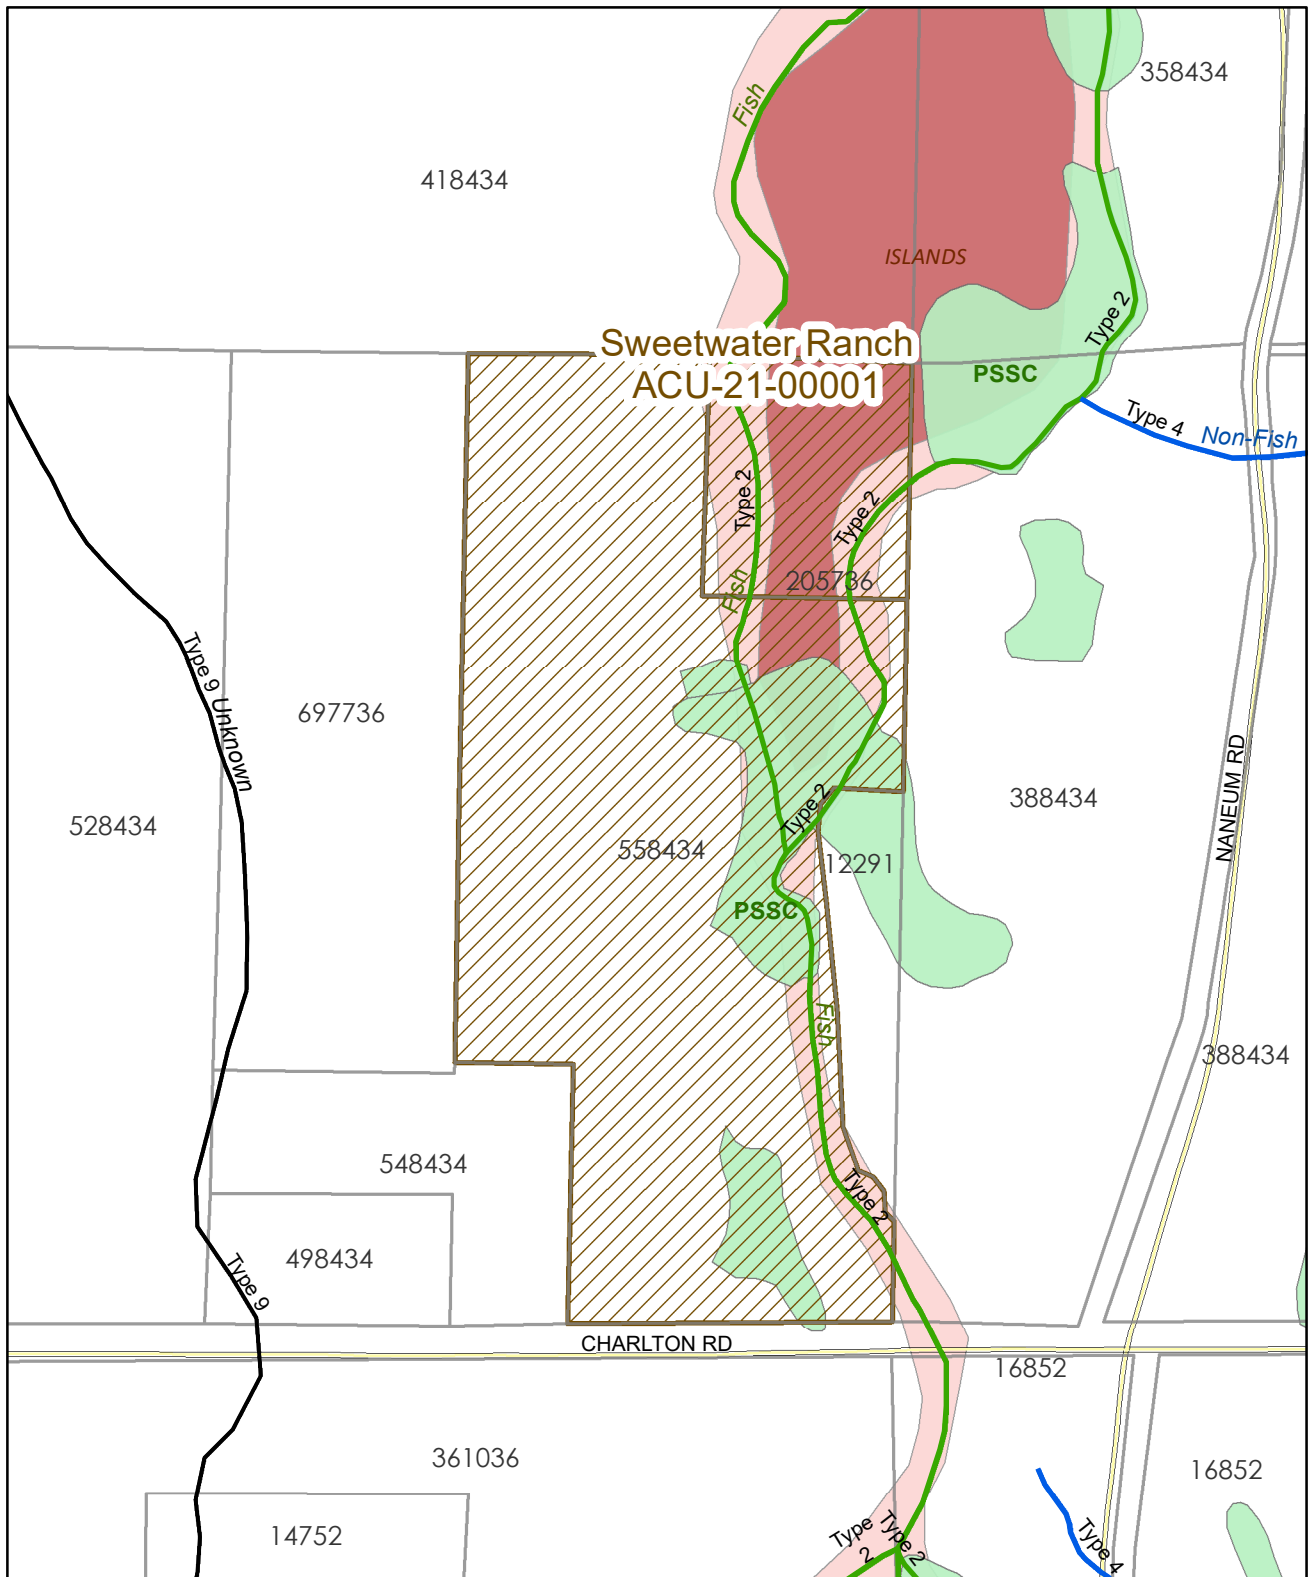 358434
Fish
418434
ISLANDS
Type 2
Sweetwater Ranch
ACU-21-00001
PSSC
Type 4
Non-Fish
Type 2
Type 2
205736
Fish
Type 9
Unknown
697736
NANEUM RD
388434
Type 2
528434
558434
12291
PSSC
Fish
388434
548434
Type 2
498434
Type 9
CHARLTON RD
16852
361036
16852
14752
Type
2
Type 2
Type 4